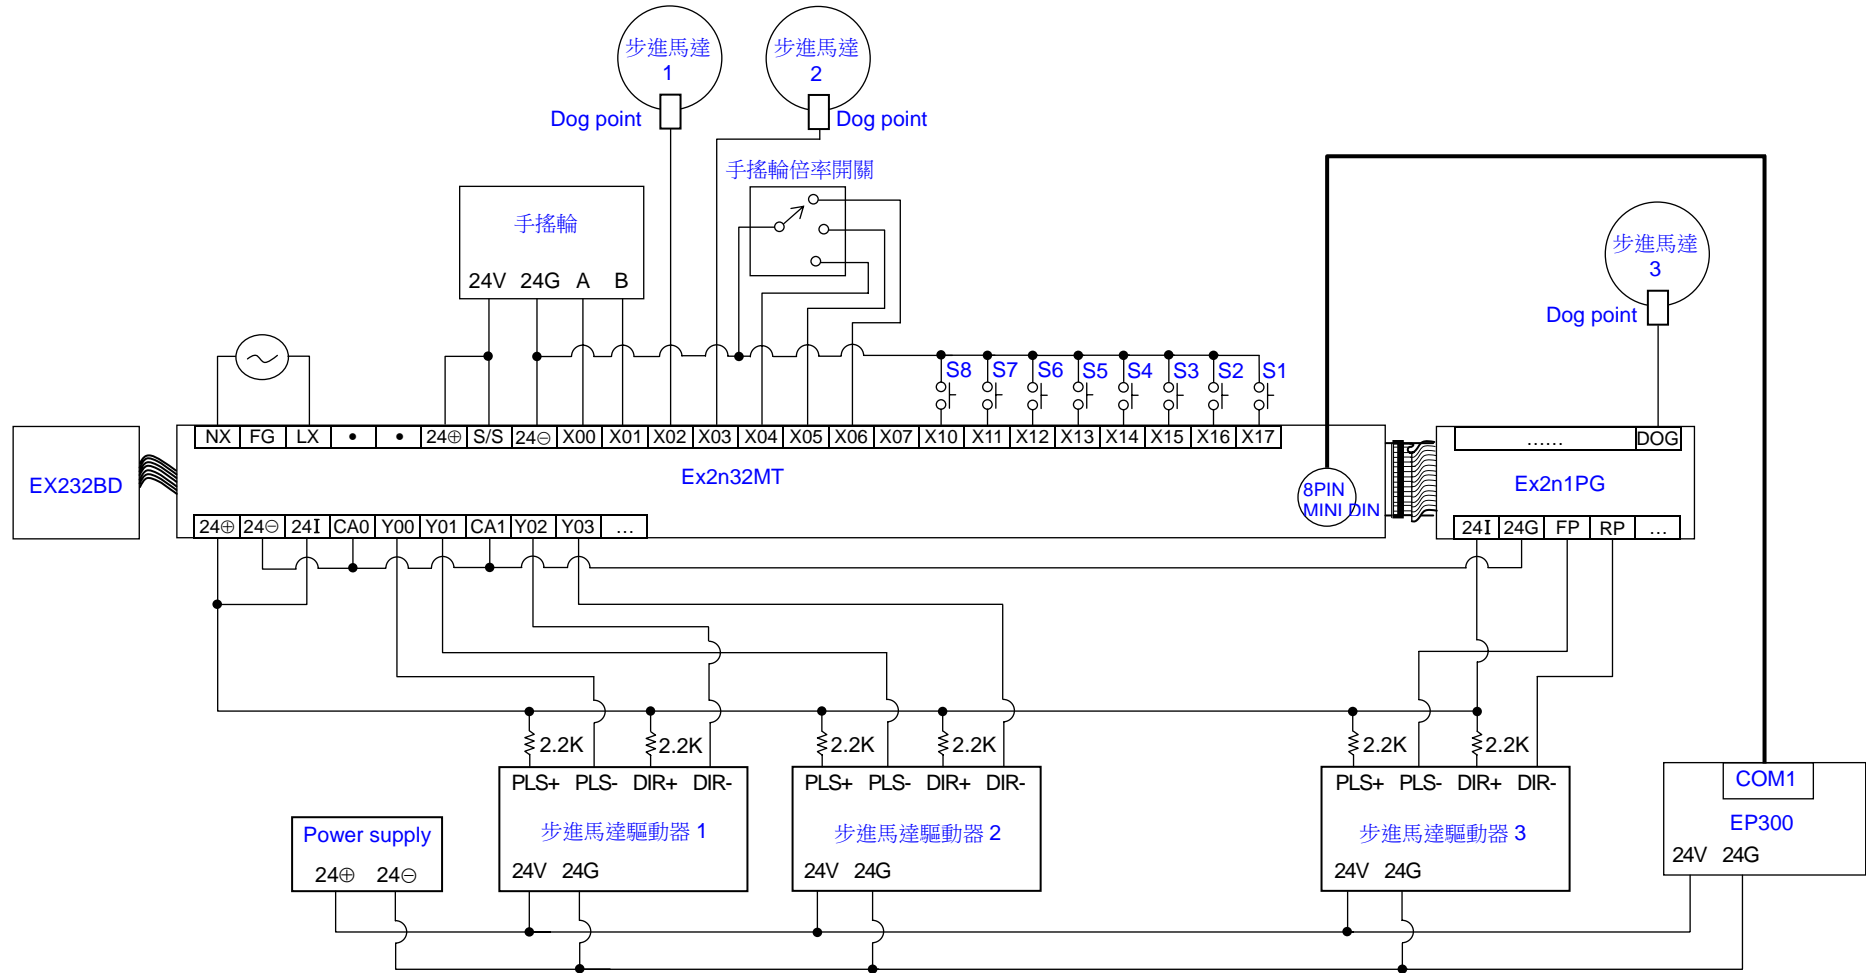 步進馬達
1
步進馬達
2
Dog point
Dog point
手搖輪倍率開關
手搖輪
24V 24G A B
步進馬達
3
Dog point
S8 S7 S6 S5 S4 S3 S2 S1
NX FG LX • • 24⊕ S/S 24⊖ X00 X01 X02 X03 X04 X05 X06 X07 X10 X11 X12 X13 X14 X15 X16 X17
...... DOG
EX232BD
Ex2n32MT
8PIN
MINI DIN
Ex2n1PG
24⊕ 24⊖ 24I CA0 Y00 Y01 CA1 Y02 Y03 ...
24I 24G FP RP ...
2.2K 2.2K 2.2K 2.2K 2.2K 2.2K
PLS+ PLS- DIR+ DIR-
步進馬達驅動器 1
24V 24G
PLS+ PLS- DIR+ DIR-
步進馬達驅動器 2
24V 24G
PLS+ PLS- DIR+ DIR-
步進馬達驅動器 3
24V 24G
COM1
EP300
24V 24G
Power supply
24⊕ 24⊖